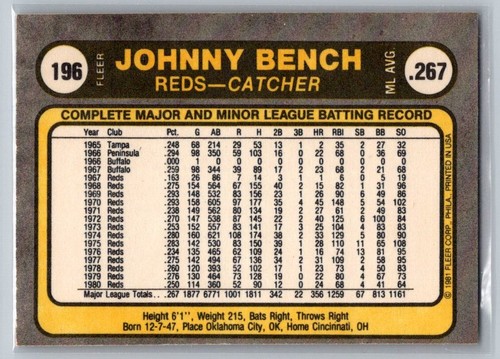 196
FLEER
JOHNNY BENCH
REDS—CATCHER
ML AVG
.267
COMPLETE MAJOR AND MINOR LEAGUE BATTING RECORD
Year Club Pct. G AB R H 2B 3B HR RBI SB BB SO
1965 Tampa .248 68 214 29 53 13 1 2 35 2 27 32
1966 Peninsula .294 98 350 59 103 16 0 22 68 0 36 69
1966 Buffalo .000 1 0 0 0 0 0 0 0 0 0 0
1967 Buffalo .259 98 344 39 89 17 2 23 68 2 21 68
1967 Reds .163 26 86 7 14 3 1 1 6 0 5 19
1968 Reds .275 154 564 67 155 40 2 15 82 1 31 96
1969 Reds .293 148 532 83 156 23 1 26 90 6 49 86
1970 Reds .293 158 605 97 177 35 4 45 148 5 54 102
1971 Reds .238 149 562 80 134 19 2 27 61 2 49 83
1972 Reds .270 147 538 87 145 22 2 40 125 6 100 84
1973 Reds .253 152 557 83 141 17 3 25 104 4 83 83
1974 Reds .280 160 621 108 174 38 2 33 129 5 80 90
1975 Reds .283 142 530 83 150 39 1 28 110 11 65 108
1976 Reds .234 135 465 62 109 24 1 16 74 13 81 95
1977 Reds .275 142 494 67 136 34 2 31 109 2 58 95
1978 Reds .260 120 393 52 102 17 1 23 73 4 50 83
1979 Reds .276 130 464 73 128 19 0 22 80 4 67 73
1980 Reds .250 114 360 52 90 12 0 24 68 4 41 64
Major League Totals... .267 1877 6771 1001 1811 342 22 356 1259 67 813 1161
Height 6'1", Weight 215, Bats Right, Throws Right
Born 12-7-47, Place Oklahoma City, OK, Home Cincinnati, OH
© 1981 FLEER CORP. PHILA., PRINTED IN USA